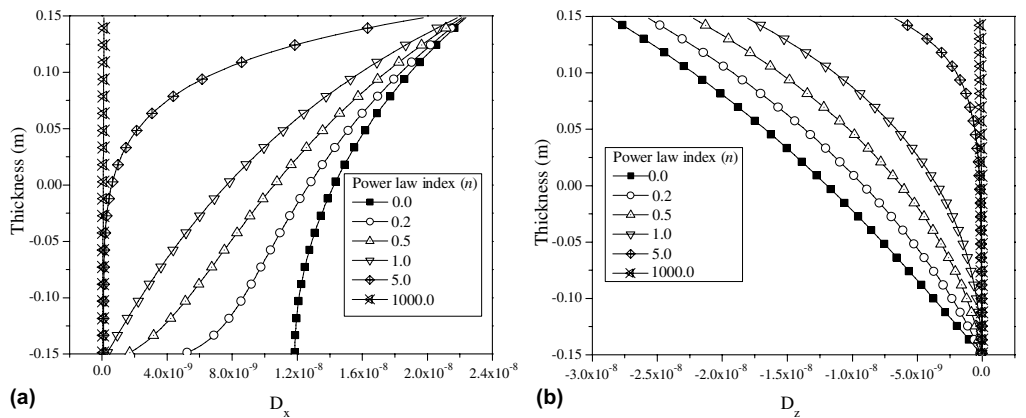 0.15
0.10
0.05
0.00
-0.05
-0.10
-0.15
Thickness (m)
Power law index (n)
0.0
0.2
0.5
1.0
5.0
1000.0
0.0
4.0x10⁻⁹
8.0x10⁻⁹
1.2x10⁻⁸
1.6x10⁻⁸
2.0x10⁻⁸
2.4x10⁻⁸
Dₓ
(a)
0.15
0.10
0.05
0.00
-0.05
-0.10
-0.15
Thickness (m)
Power law index (n)
0.0
0.2
0.5
1.0
5.0
1000.0
-3.0x10⁻⁸
-2.5x10⁻⁸
-2.0x10⁻⁸
-1.5x10⁻⁸
-1.0x10⁻⁸
-5.0x10⁻⁹
0.0
D_z
(b)